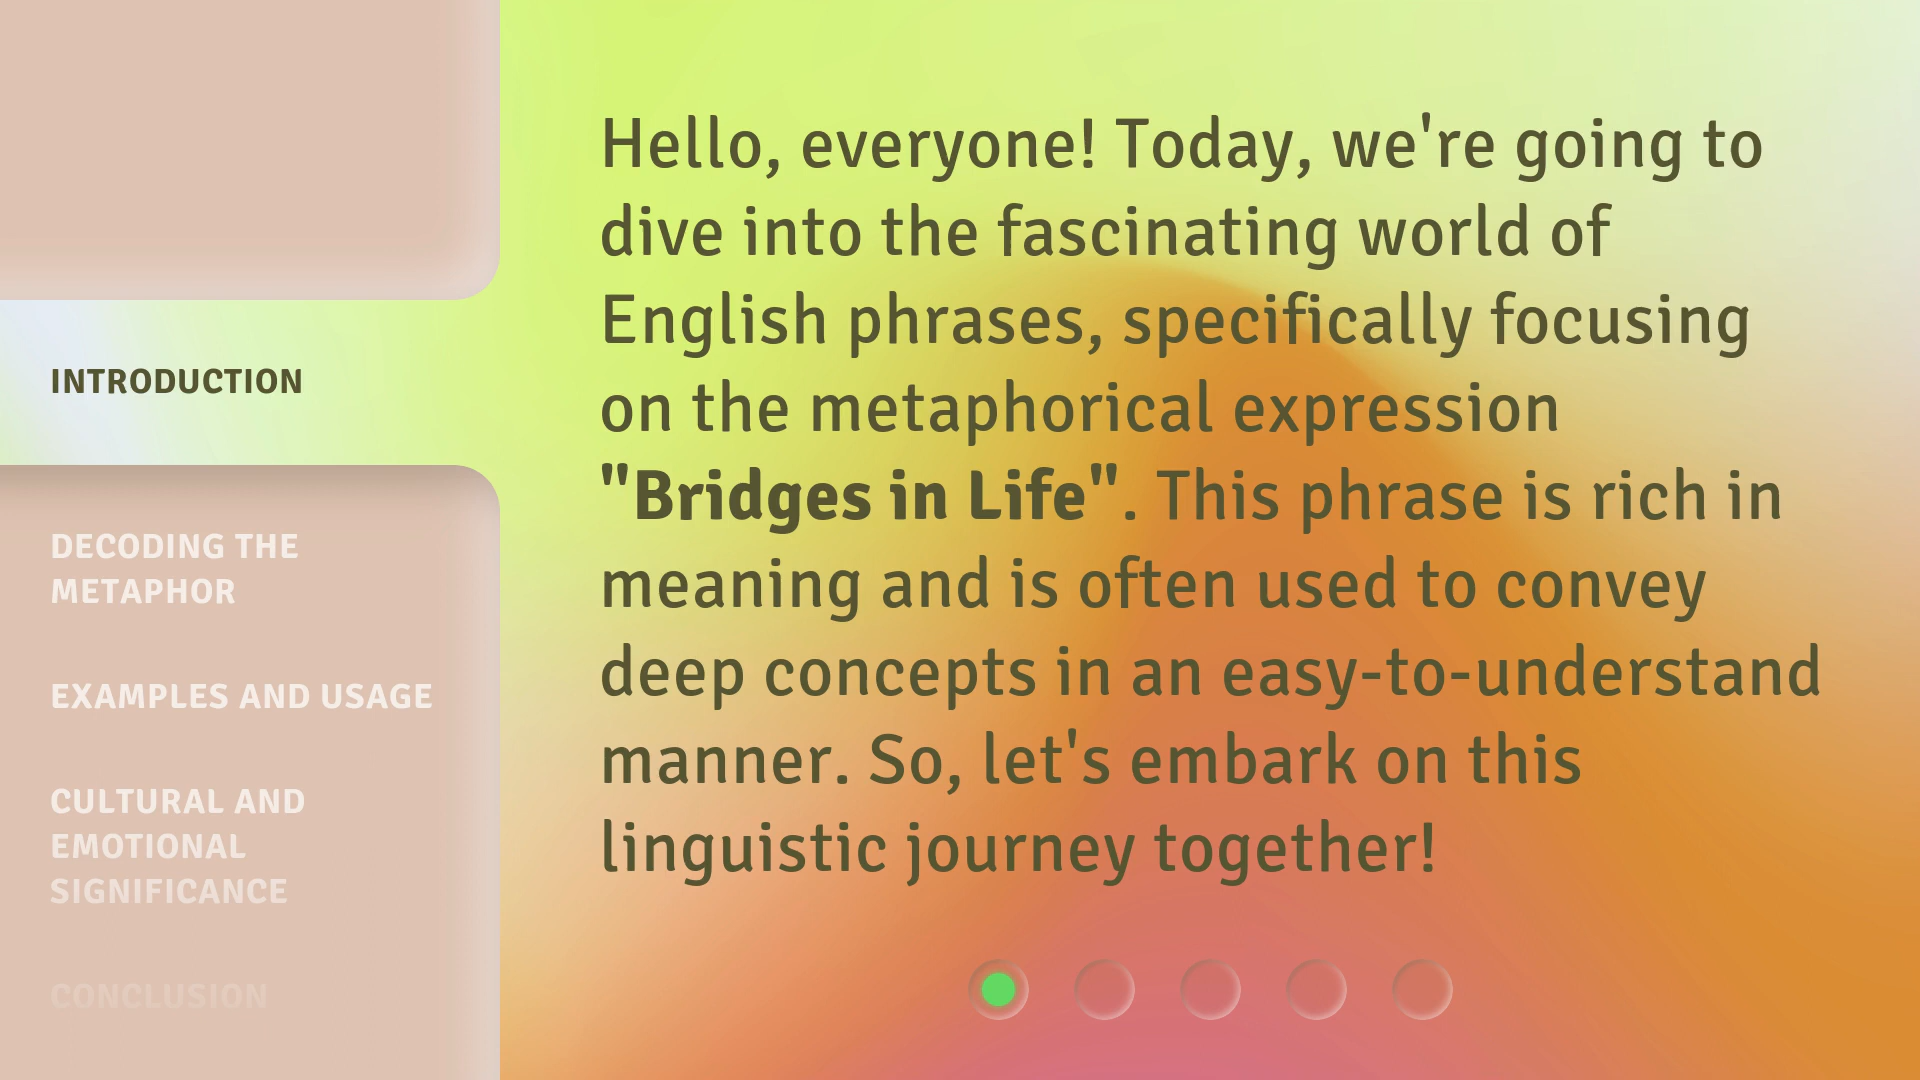 INTRODUCTION
DECODING THE
METAPHOR
EXAMPLES AND USAGE
CULTURAL AND
EMOTIONAL
SIGNIFICANCE
CONCLUSION
Hello, everyone! Today, we're going to
dive into the fascinating world of
English phrases, specifically focusing
on the metaphorical expression
"Bridges in Life". This phrase is rich in
meaning and is often used to convey
deep concepts in an easy-to-understand
manner. So, let's embark on this
linguistic journey together!